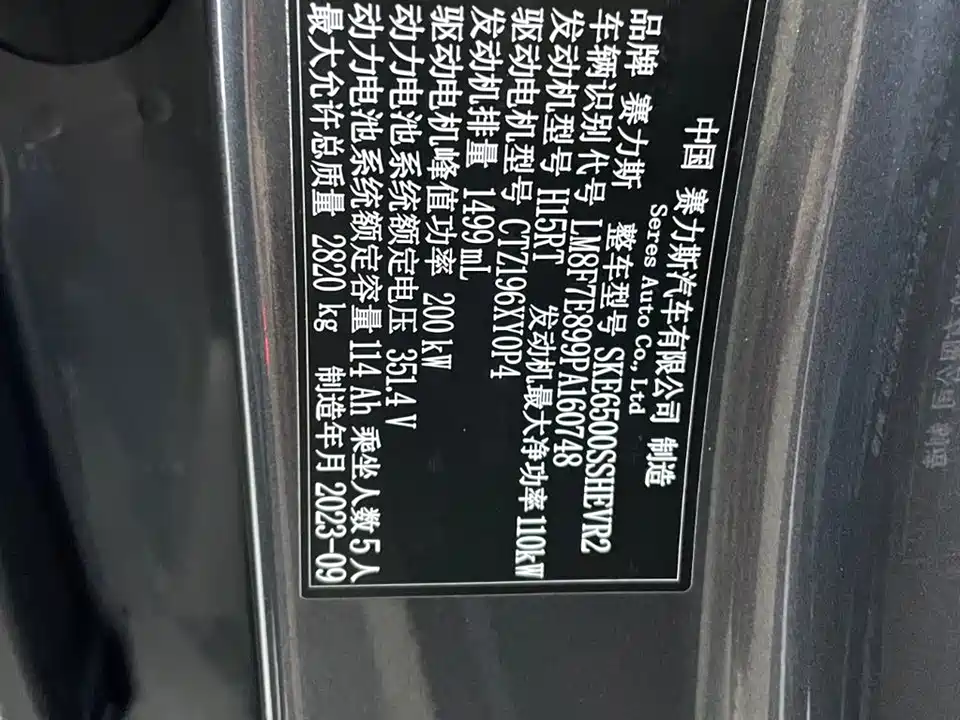 中国 赛力斯汽车有限公司 制造
Seres Auto Co., Ltd
品牌 赛力斯 整车型号 SKE6500SSHEVR2
车辆识别代号 LM8F7E899PA160748
发动机型号 H15RT 发动机最大净功率 110kW
驱动电机型号 CTZ196XY0P4
发动机排量 1499 mL
驱动电机峰值功率 200 kW
动力电池系统额定电压 351.4 V
动力电池系统额定容量 114 Ah 乘坐人数 5 人
最大允许总质量 2820 kg 制造年月 2023-09